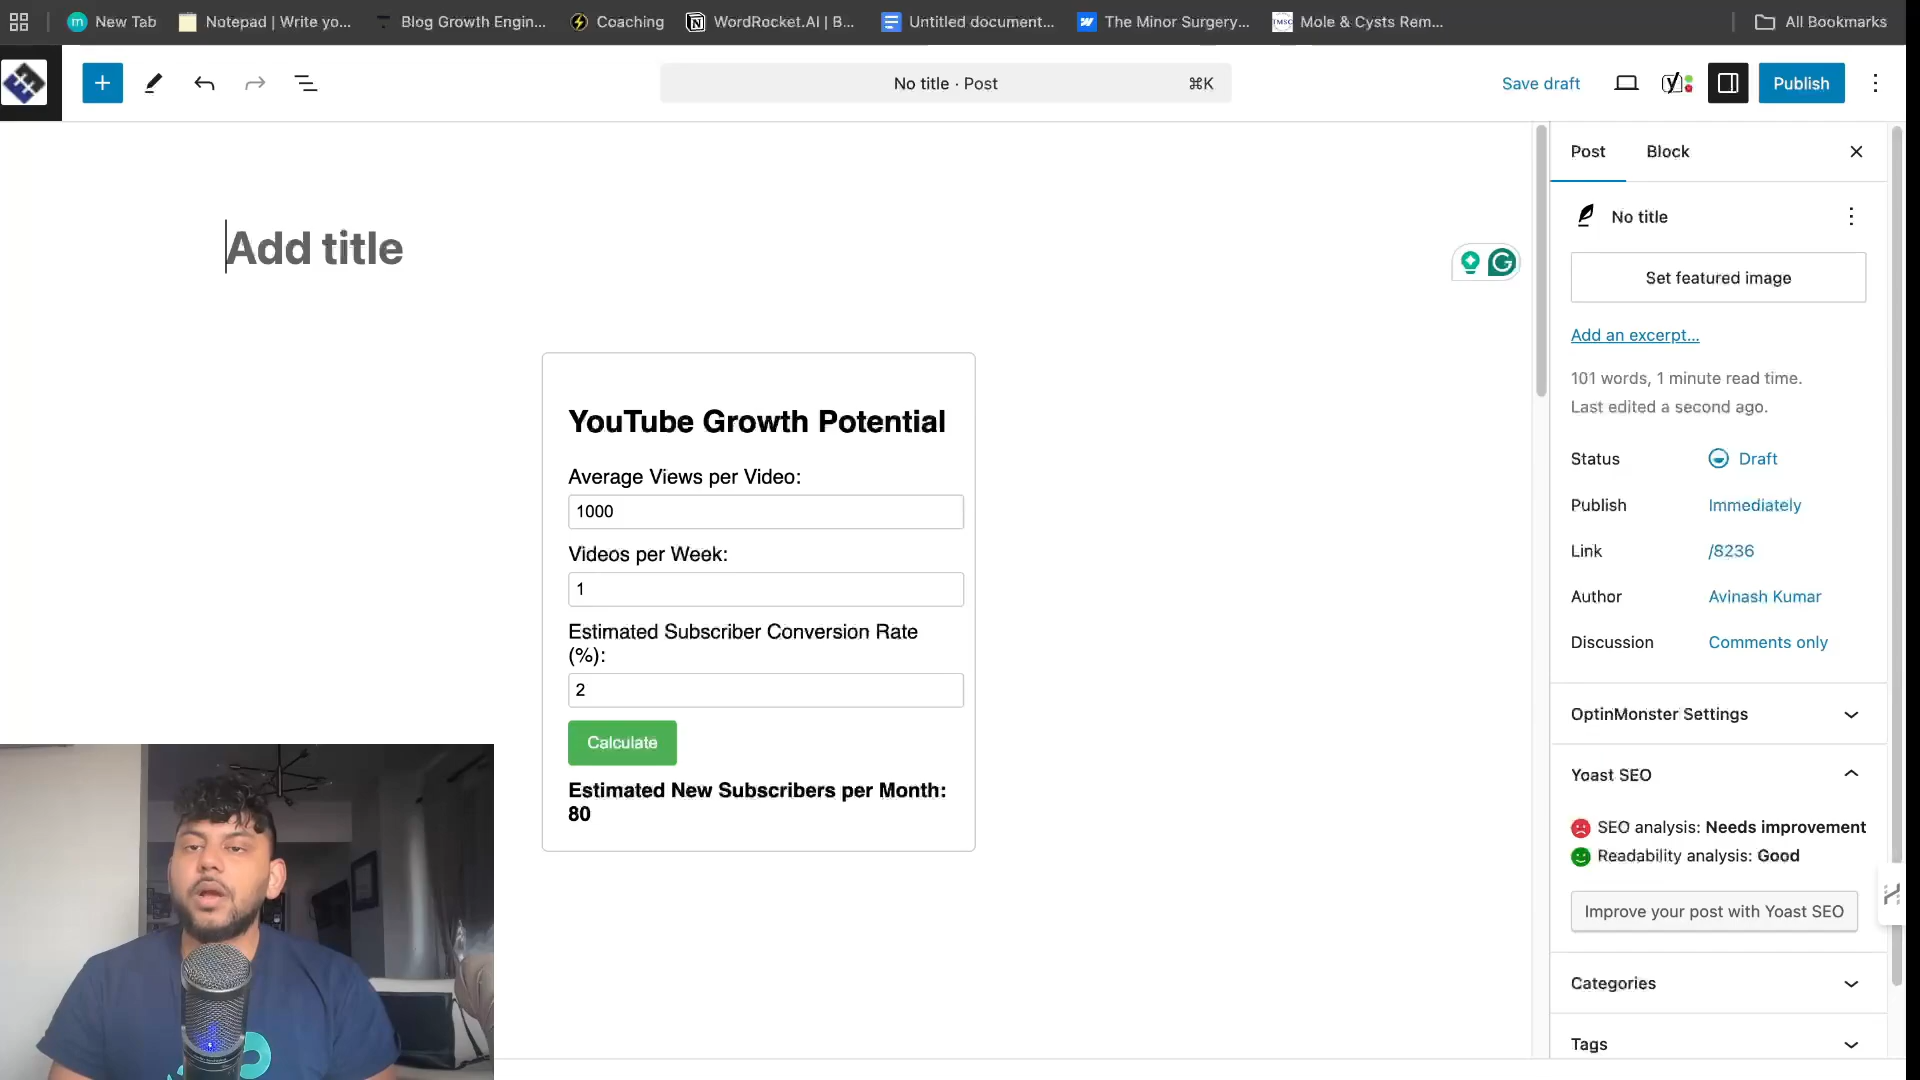 New Tab
Notepad | Write yo...
Blog Growth Engin...
Coaching
WordRocket.AI | B...
Untitled document...
The Minor Surgery...
TMSC
Mole & Cysts Rem...
All Bookmarks
No title · Post
⌘K
Save draft
Publish
Add title
YouTube Growth Potential
Average Views per Video:
1000
Videos per Week:
1
Estimated Subscriber Conversion Rate
(%):
2
Calculate
Estimated New Subscribers per Month:
80
Post
Block
No title
Set featured image
Add an excerpt...
101 words, 1 minute read time.
Last edited a second ago.
Status Draft
Publish Immediately
Link /8236
Author Avinash Kumar
Discussion Comments only
OptinMonster Settings
Yoast SEO
SEO analysis: Needs improvement
Readability analysis: Good
Improve your post with Yoast SEO
Categories
Tags